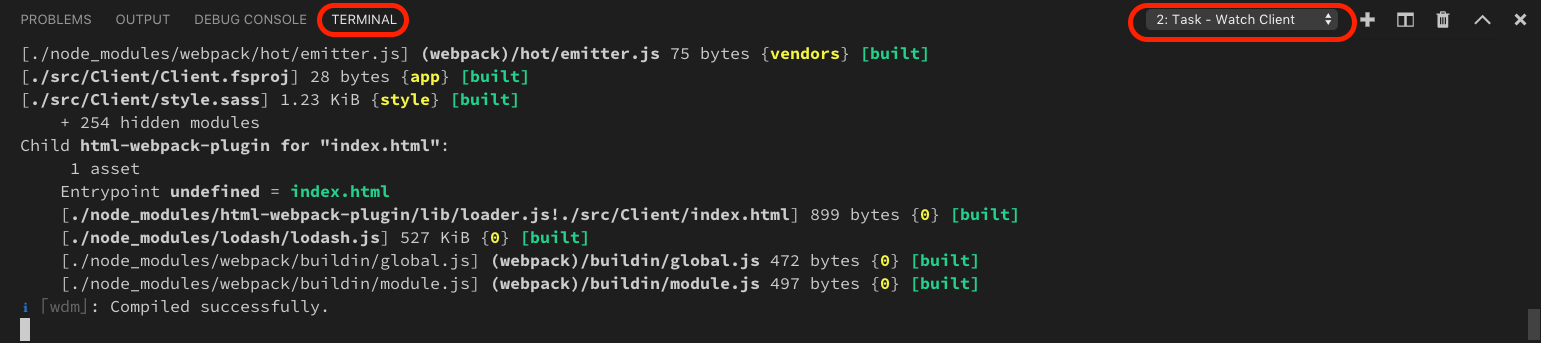 PROBLEMS OUTPUT DEBUG CONSOLE TERMINAL 2: Task - Watch Client
[./node_modules/webpack/hot/emitter.js] (webpack)/hot/emitter.js 75 bytes {vendors} [built]
[./src/Client/Client.fsproj] 28 bytes {app} [built]
[./src/Client/style.sass] 1.23 KiB {style} [built]
+ 254 hidden modules
Child html-webpack-plugin for "index.html":
1 asset
Entrypoint undefined = index.html
[./node_modules/html-webpack-plugin/lib/loader.js!./src/Client/index.html] 899 bytes {0} [built]
[./node_modules/lodash/lodash.js] 527 KiB {0} [built]
[./node_modules/webpack/buildin/global.js] (webpack)/buildin/global.js 472 bytes {0} [built]
[./node_modules/webpack/buildin/module.js] (webpack)/buildin/module.js 497 bytes {0} [built]
ℹ ｢wdm｣: Compiled successfully.